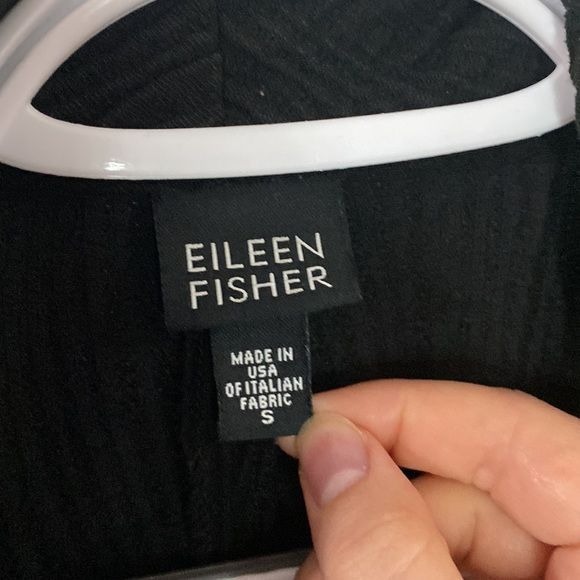 EILEEN
FISHER
MADE IN
USA
OF ITALIAN
FABRIC
S